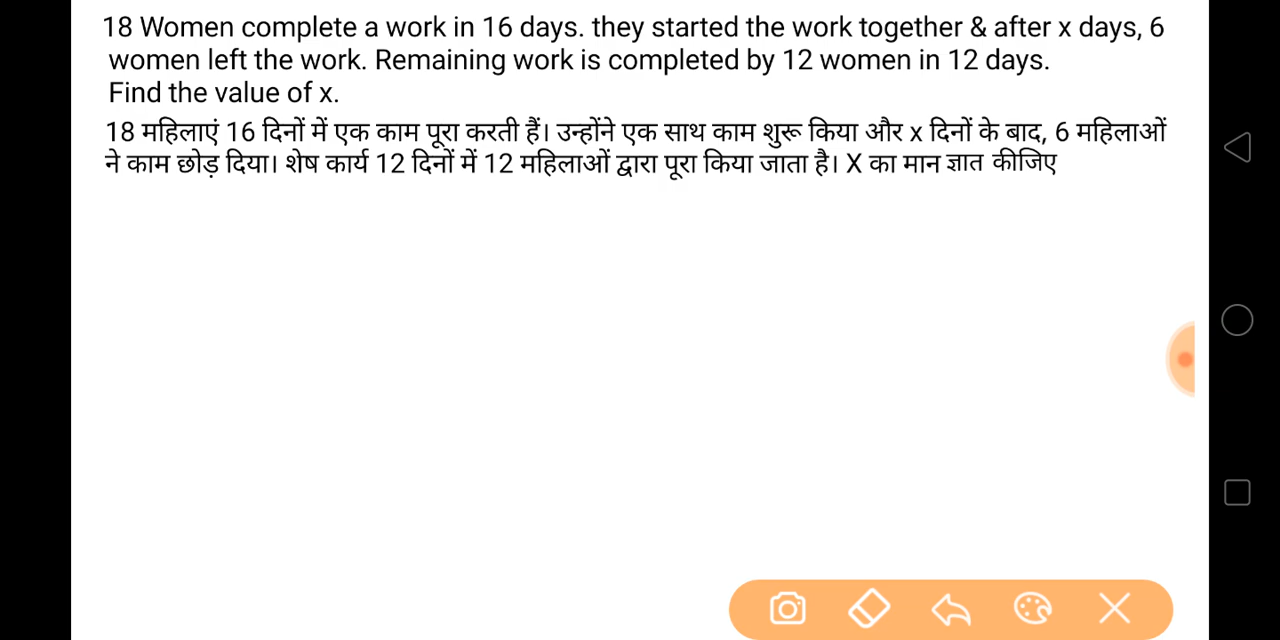 18 Women complete a work in 16 days. they started the work together & after x days, 6
women left the work. Remaining work is completed by 12 women in 12 days.
Find the value of x.
18 महिलाएं 16 दिनों में एक काम पूरा करती हैं। उन्होंने एक साथ काम शुरू किया और x दिनों के बाद, 6 महिलाओं
ने काम छोड़ दिया। शेष कार्य 12 दिनों में 12 महिलाओं द्वारा पूरा किया जाता है। X का मान ज्ञात कीजिए